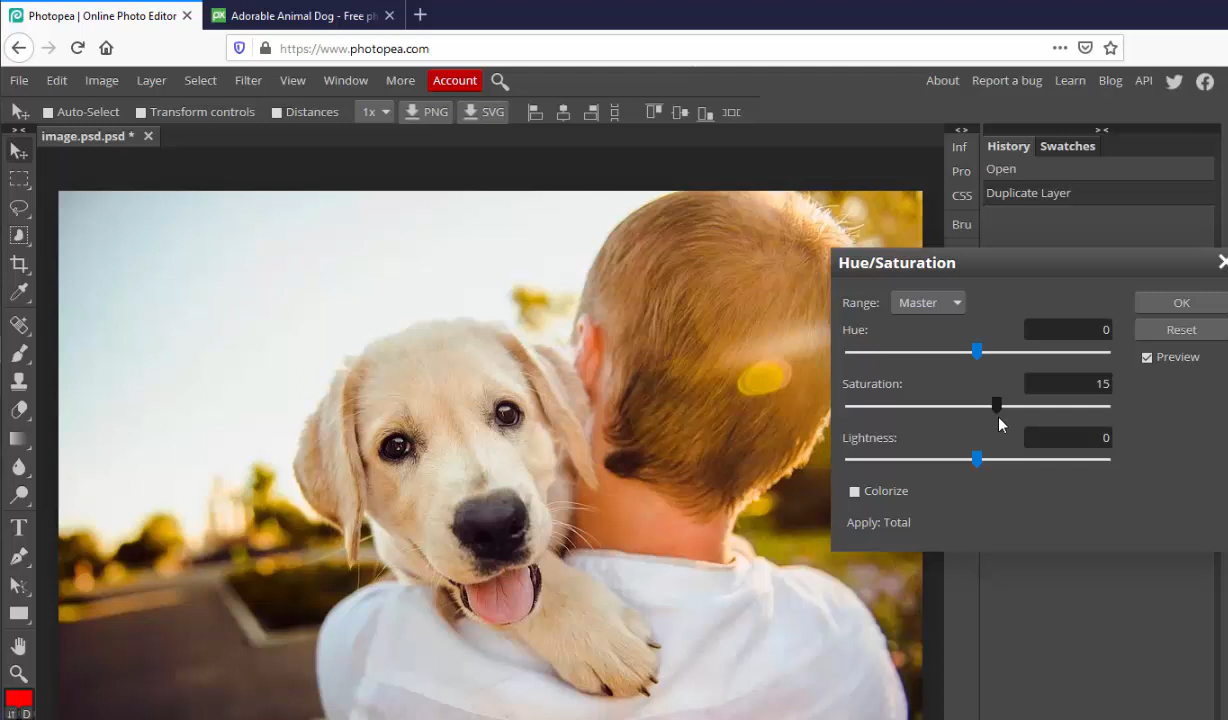 Photopea | Online Photo Editor
Adorable Animal Dog - Free ph
https://www.photopea.com
File Edit Image Layer Select Filter View Window More Account
About Report a bug Learn Blog API
Auto-Select Transform controls Distances 1x PNG SVG
image.psd.psd *
Inf
Pro
CSS
Bru
History Swatches
Open
Duplicate Layer
Hue/Saturation
Range: Master OK
Hue: 0 Reset
Preview
Saturation: 15
Lightness: 0
Colorize
Apply: Total
T
D